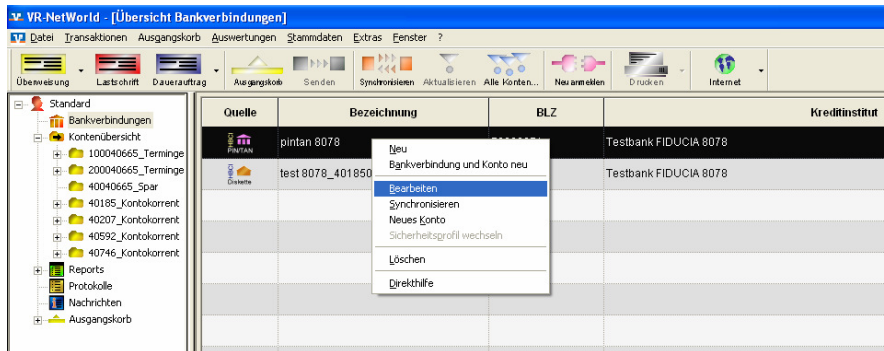 VR-NetWorld - [Übersicht Bankverbindungen]
Datei Transaktionen Ausgangskorb Auswertungen Stammdaten Extras Fenster ?
Überweisung Lastschrift Dauerauftrag Ausgangskorb Senden Synchronisieren Aktualisieren Alle Konten... Neu anmelden Drucken Internet
Standard
Bankverbindungen
Kontenübersicht
100040665_Terminge
200040665_Terminge
40040665_Spar
40185_Kontokorrent
40207_Kontokorrent
40592_Kontokorrent
40746_Kontokorrent
Reports
Protokolle
Nachrichten
Ausgangskorb
Quelle Bezeichnung BLZ Kreditinstitut
PIN/TAN pintan 8078 Testbank FIDUCIA 8078
Diskette test 8078_401850 Testbank FIDUCIA 8078
Neu
Bankverbindung und Konto neu
Bearbeiten
Synchronisieren
Neues Konto
Sicherheitsprofil wechseln
Löschen
Direkthilfe